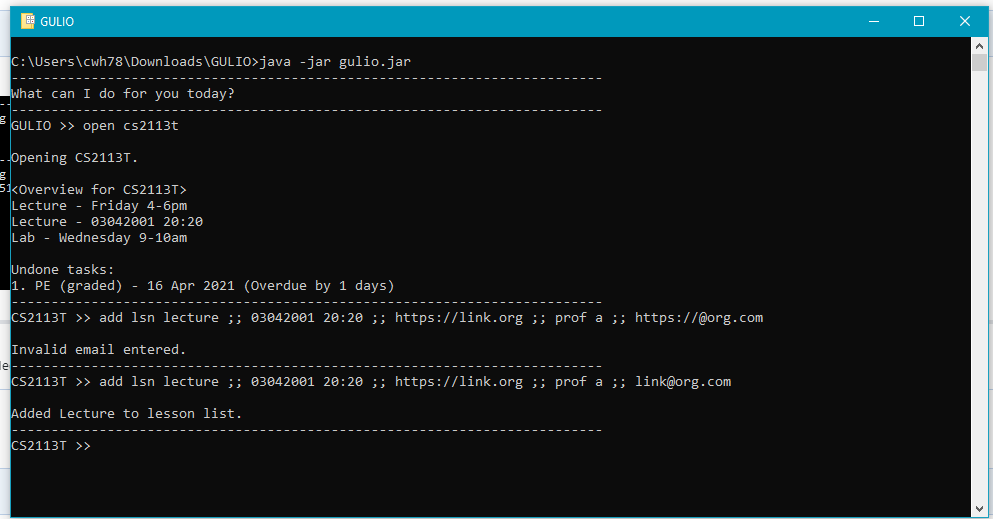 GULIO
C:\Users\cwh78\Downloads\GULIO>java -jar gulio.jar
--------------------------------------------------------------------------
What can I do for you today?
--------------------------------------------------------------------------
GULIO >> open cs2113t
Opening CS2113T.
<Overview for CS2113T>
Lecture - Friday 4-6pm
Lecture - 03042001 20:20
Lab - Wednesday 9-10am
Undone tasks:
1. PE (graded) - 16 Apr 2021 (Overdue by 1 days)
--------------------------------------------------------------------------
CS2113T >> add lsn lecture ;; 03042001 20:20 ;; https://link.org ;; prof a ;; https://@org.com
Invalid email entered.
--------------------------------------------------------------------------
CS2113T >> add lsn lecture ;; 03042001 20:20 ;; https://link.org ;; prof a ;; link@org.com
Added Lecture to lesson list.
--------------------------------------------------------------------------
CS2113T >>